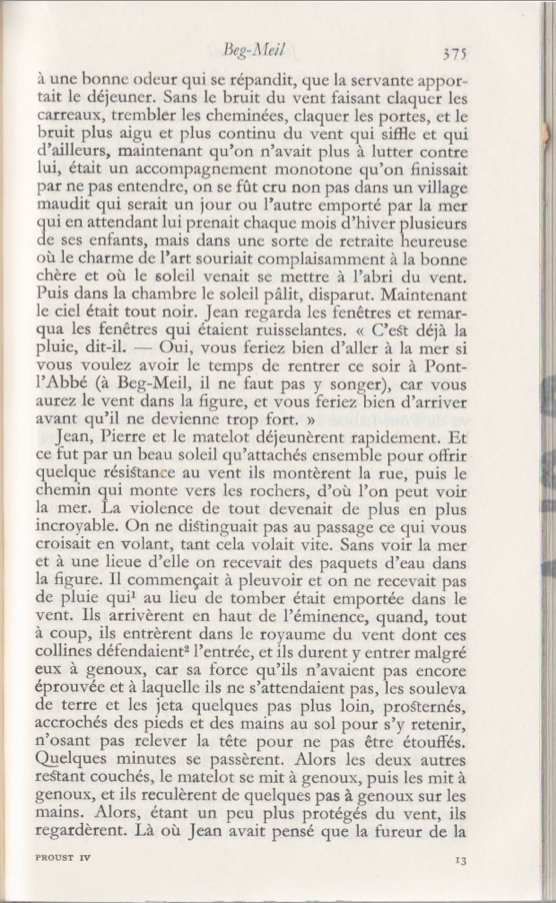 Beg-Meil 375
à une bonne odeur qui se répandit, que la servante appor-
tait le déjeuner. Sans le bruit du vent faisant claquer les
carreaux, trembler les cheminées, claquer les portes, et le
bruit plus aigu et plus continu du vent qui siffle et qui
d'ailleurs, maintenant qu'on n'avait plus à lutter contre
lui, était un accompagnement monotone qu'on finissait
par ne pas entendre, on se fût cru non pas dans un village
maudit qui serait un jour ou l'autre emporté par la mer
qui en attendant lui prenait chaque mois d'hiver plusieurs
de ses enfants, mais dans une sorte de retraite heureuse
où le charme de l'art souriait complaisamment à la bonne
chère et où le soleil venait se mettre à l'abri du vent.
Puis dans la chambre le soleil pâlit, disparut. Maintenant
le ciel était tout noir. Jean regarda les fenêtres et remar-
qua les fenêtres qui étaient ruisselantes. « C'est déjà la
pluie, dit-il. — Oui, vous feriez bien d'aller à la mer si
vous voulez avoir le temps de rentrer ce soir à Pont-
l'Abbé (à Beg-Meil, il ne faut pas y songer), car vous
aurez le vent dans la figure, et vous feriez bien d'arriver
avant qu'il ne devienne trop fort. »
Jean, Pierre et le matelot déjeunèrent rapidement. Et
ce fut par un beau soleil qu'attachés ensemble pour offrir
quelque résistance au vent ils montèrent la rue, puis le
chemin qui monte vers les rochers, d'où l'on peut voir
la mer. La violence de tout devenait de plus en plus
incroyable. On ne distinguait pas au passage ce qui vous
croisait en volant, tant cela volait vite. Sans voir la mer
et à une lieue d'elle on recevait des paquets d'eau dans
la figure. Il commençait à pleuvoir et on ne recevait pas
de pluie qui¹ au lieu de tomber était emportée dans le
vent. Ils arrivèrent en haut de l'éminence, quand, tout
à coup, ils entrèrent dans le royaume du vent dont ces
collines défendaient² l'entrée, et ils durent y entrer malgré
eux à genoux, car sa force qu'ils n'avaient pas encore
éprouvée et à laquelle ils ne s'attendaient pas, les souleva
de terre et les jeta quelques pas plus loin, prosternés,
accrochés des pieds et des mains au sol pour s'y retenir,
n'osant pas relever la tête pour ne pas être étouffés.
Quelques minutes se passèrent. Alors les deux autres
restant couchés, le matelot se mit à genoux, puis les mit à
genoux, et ils reculèrent de quelques pas à genoux sur les
mains. Alors, étant un peu plus protégés du vent, ils
regardèrent. Là où Jean avait pensé que la fureur de la
PROUST IV 13